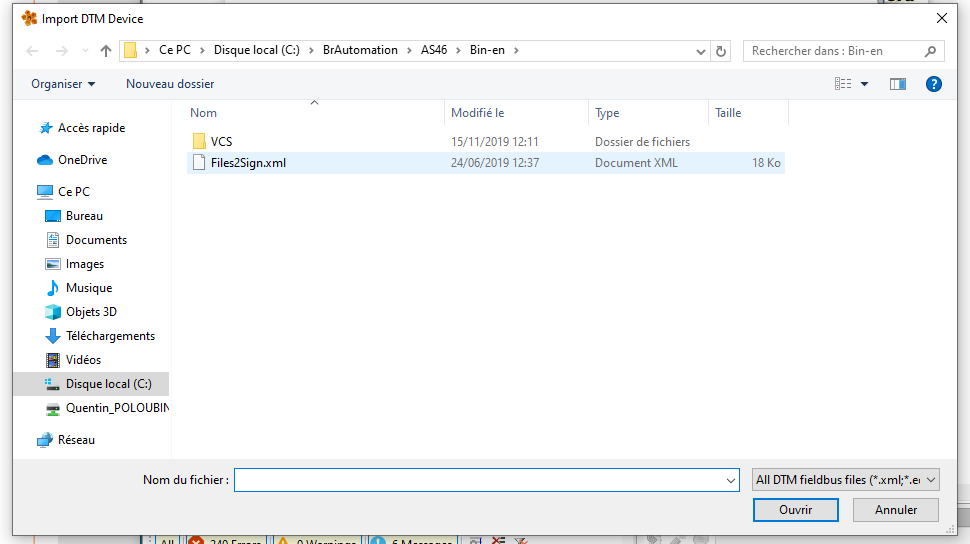 Import DTM Device
Ce PC > Disque local (C:) > BrAutomation > AS46 > Bin-en >
Rechercher dans : Bin-en
Organiser
Nouveau dossier
Nom Modifié le Type Taille
VCS 15/11/2019 12:11 Dossier de fichiers
Files2Sign.xml 24/06/2019 12:37 Document XML 18 Ko
Accès rapide
OneDrive
Ce PC
Bureau
Documents
Images
Musique
Objets 3D
Téléchargements
Vidéos
Disque local (C:)
Quentin_POLOUBIN
Réseau
Nom du fichier :
All DTM fieldbus files (*.xml;*.e
Ouvrir
Annuler
All 240 Errors 0 Warnings 6 Messages